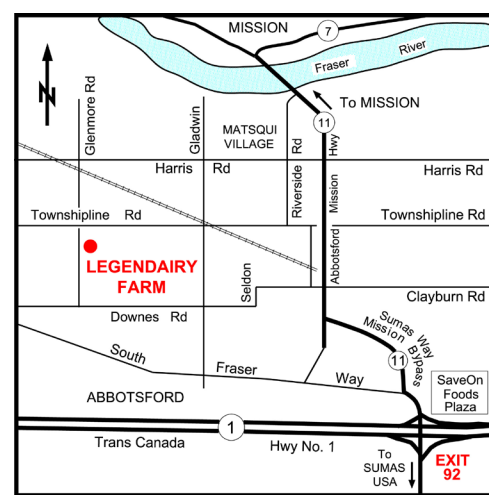 MISSION
7
Fraser
River
N
To MISSION
11
Glenmore Rd
Gladwin
MATSQUI
VILLAGE
Riverside Rd
Hwy
Mission
Abbotsford
Harris Rd
Harris Rd
Townshipline Rd
Townshipline Rd
LEGENDAIRY
FARM
Seldon
Clayburn Rd
Downes Rd
Sumas Way
Mission Bypass
11
South
Fraser
Way
SaveOn
Foods
Plaza
ABBOTSFORD
1
Trans Canada
Hwy No. 1
To
SUMAS
USA
EXIT
92